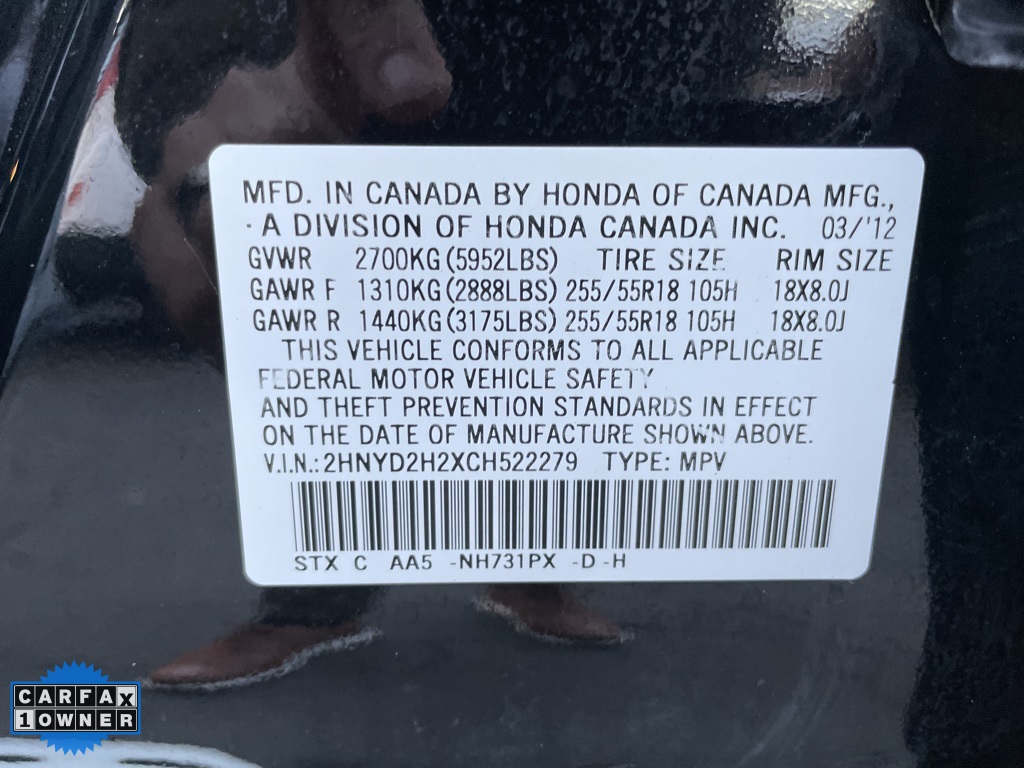 MFD. IN CANADA BY HONDA OF CANADA MFG.,
· A DIVISION OF HONDA CANADA INC. 03/'12
GVWR 2700KG (5952LBS) TIRE SIZE RIM SIZE
GAWR F 1310KG (2888LBS) 255/55R18 105H 18X8.0J
GAWR R 1440KG (3175LBS) 255/55R18 105H 18X8.0J
THIS VEHICLE CONFORMS TO ALL APPLICABLE
FEDERAL MOTOR VEHICLE SAFETY
AND THEFT PREVENTION STANDARDS IN EFFECT
ON THE DATE OF MANUFACTURE SHOWN ABOVE.
V.I.N.: 2HNYD2H2XCH522279 TYPE: MPV
STX C AA5 -NH731PX -D -H
CARFAX
1 OWNER